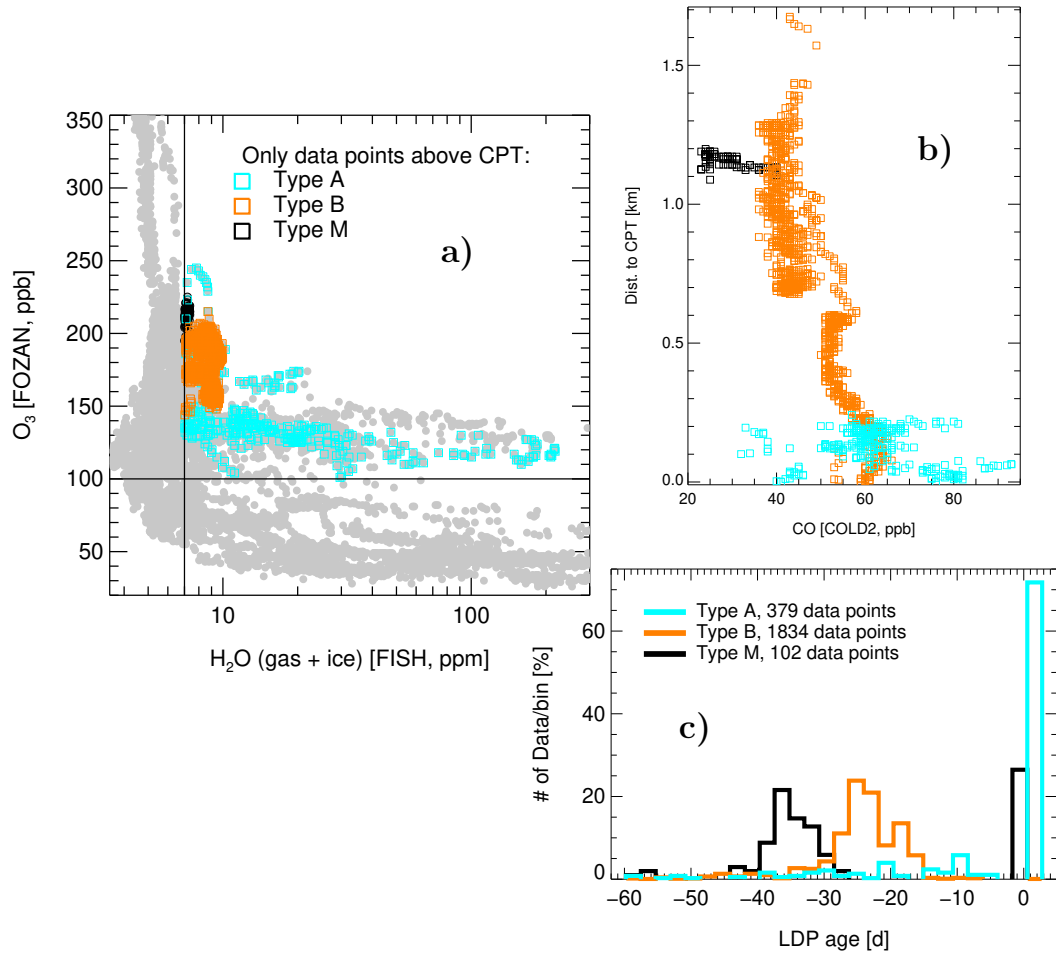 350
300
250
200
150
100
50
O3 [FOZAN, ppb]
Only data points above CPT:
Type A
Type B
Type M
a)
10
100
H2O (gas + ice) [FISH, ppm]
1.5
1.0
0.5
0.0
Dist. to CPT [km]
b)
20
40
60
80
CO [COLD2, ppb]
60
40
20
0
# of Data/bin [%]
Type A, 379 data points
Type B, 1834 data points
Type M, 102 data points
c)
−60
−50
−40
−30
−20
−10
0
LDP age [d]